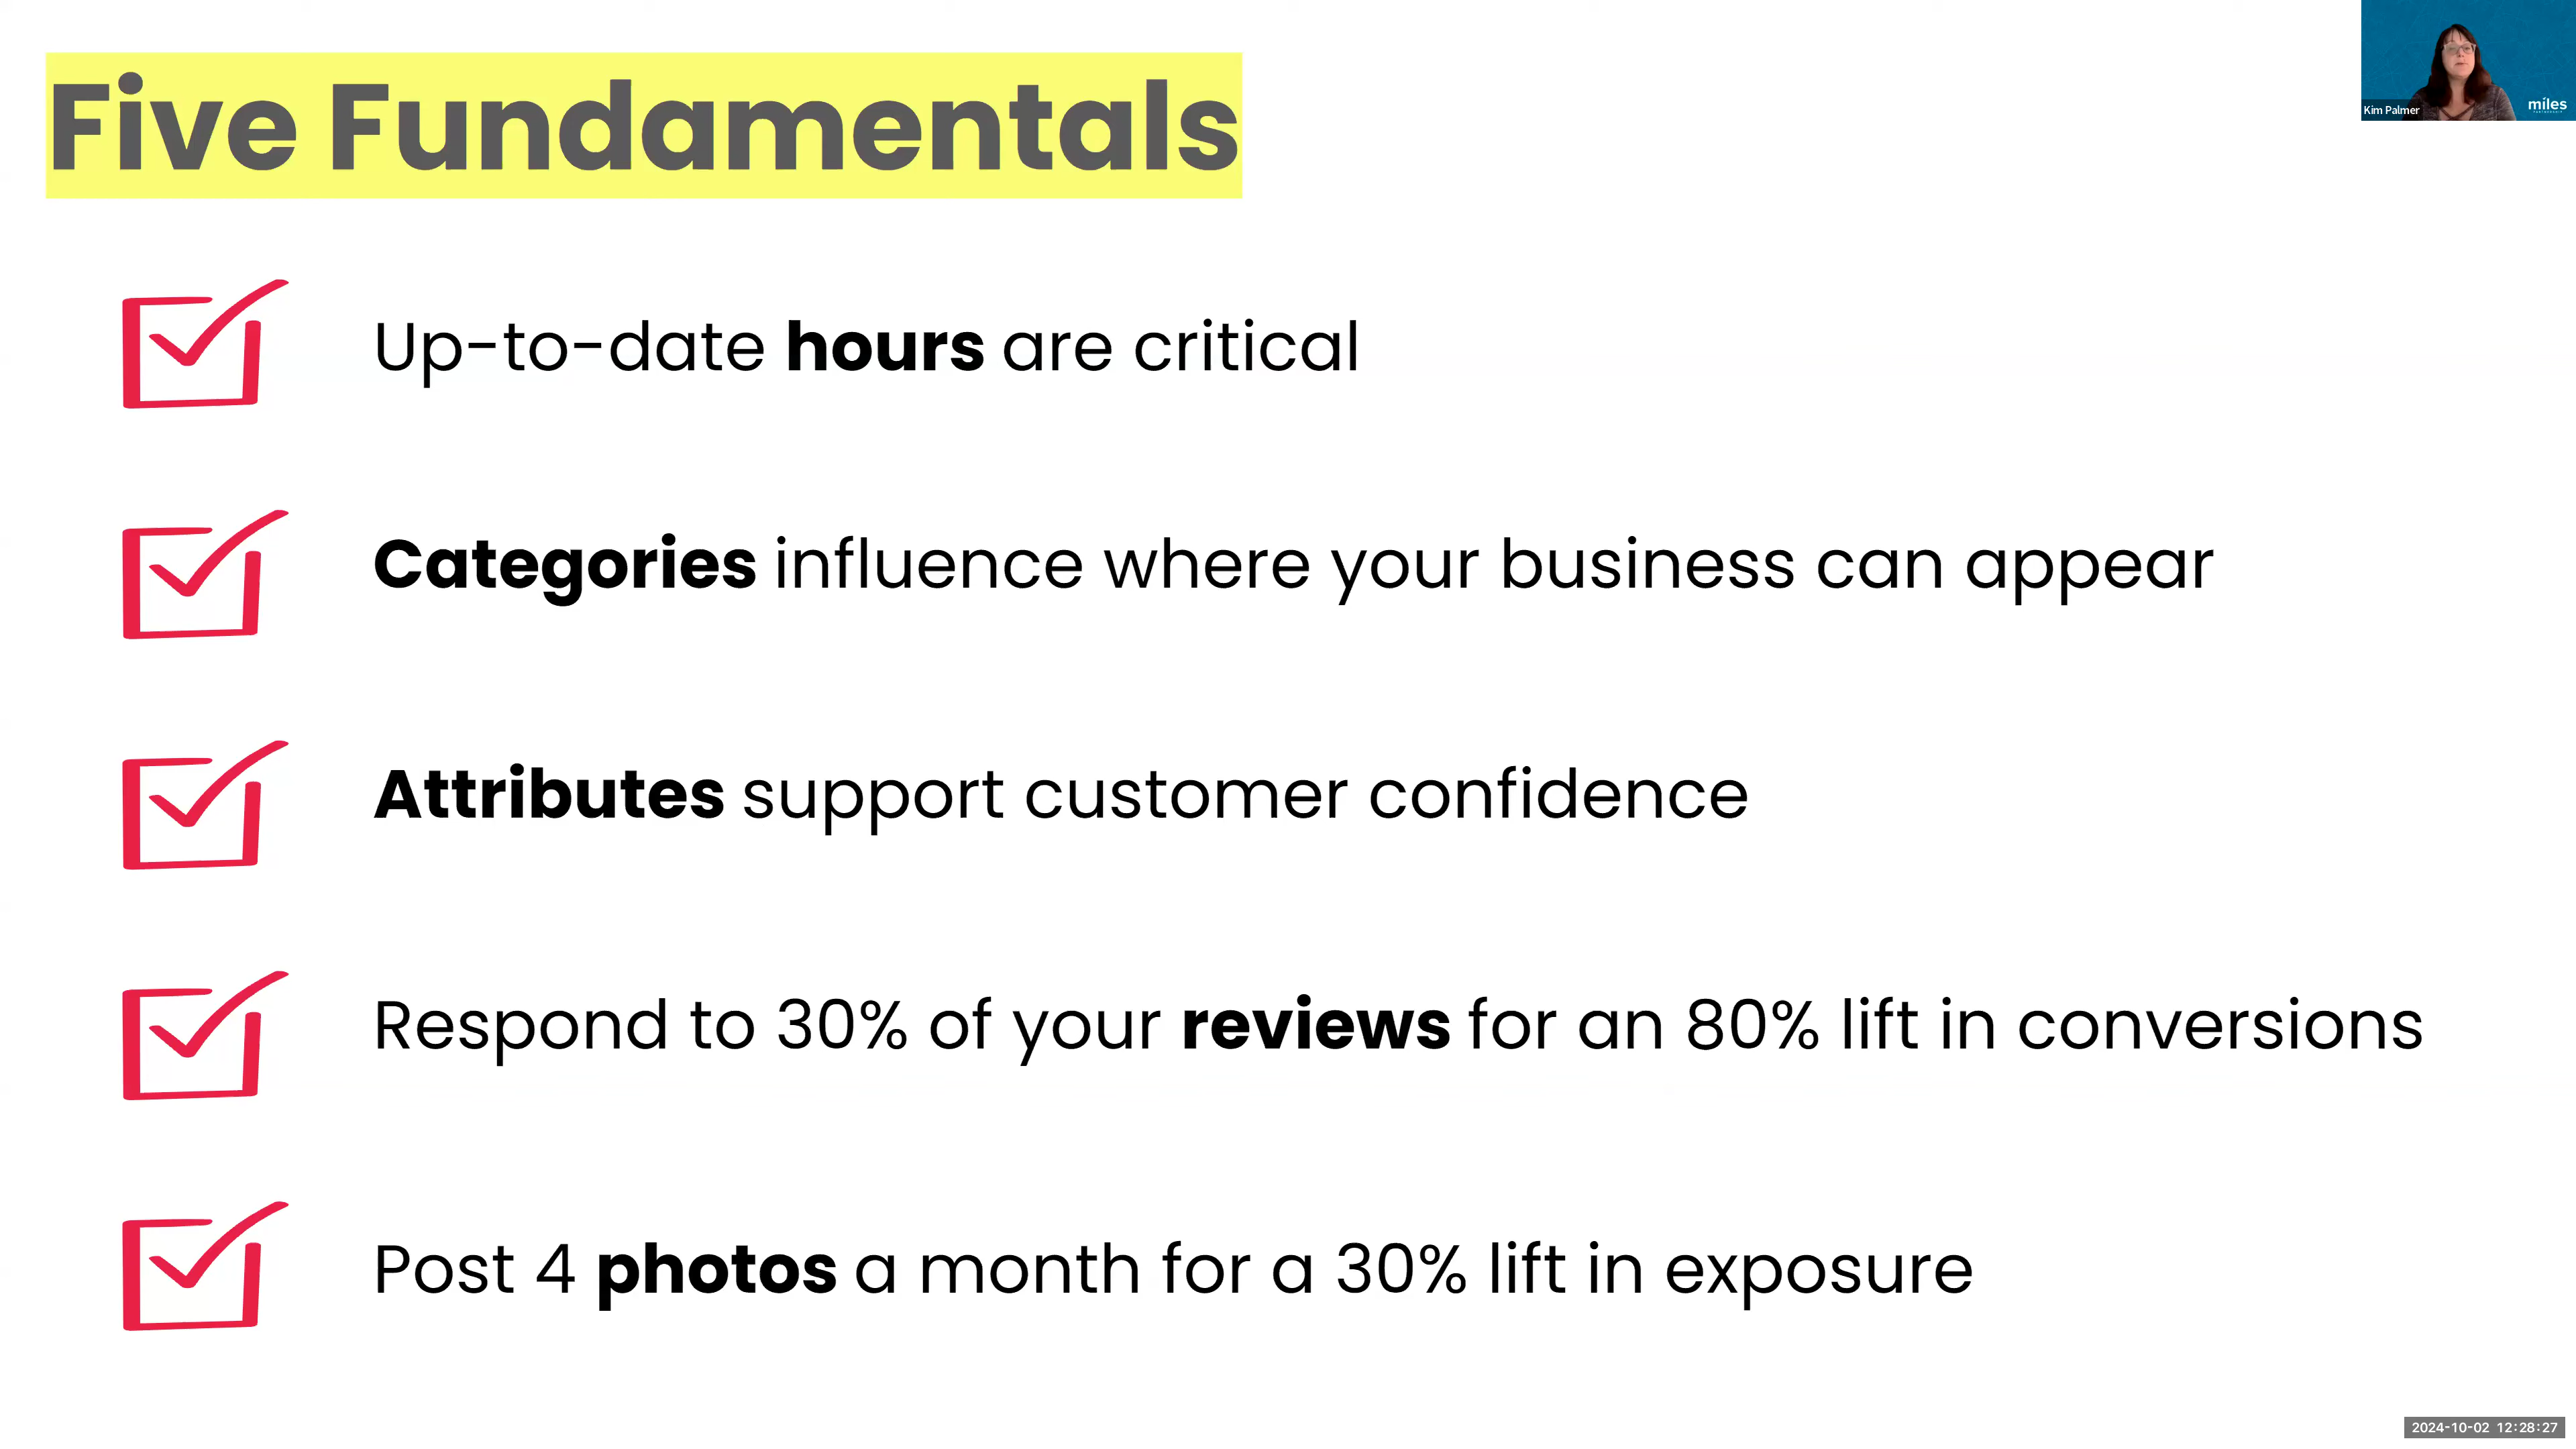 Five Fundamentals
Kim Palmer
miles
Up-to-date hours are critical
Categories influence where your business can appear
Attributes support customer confidence
Respond to 30% of your reviews for an 80% lift in conversions
Post 4 photos a month for a 30% lift in exposure
2024-10-02 12:28:27